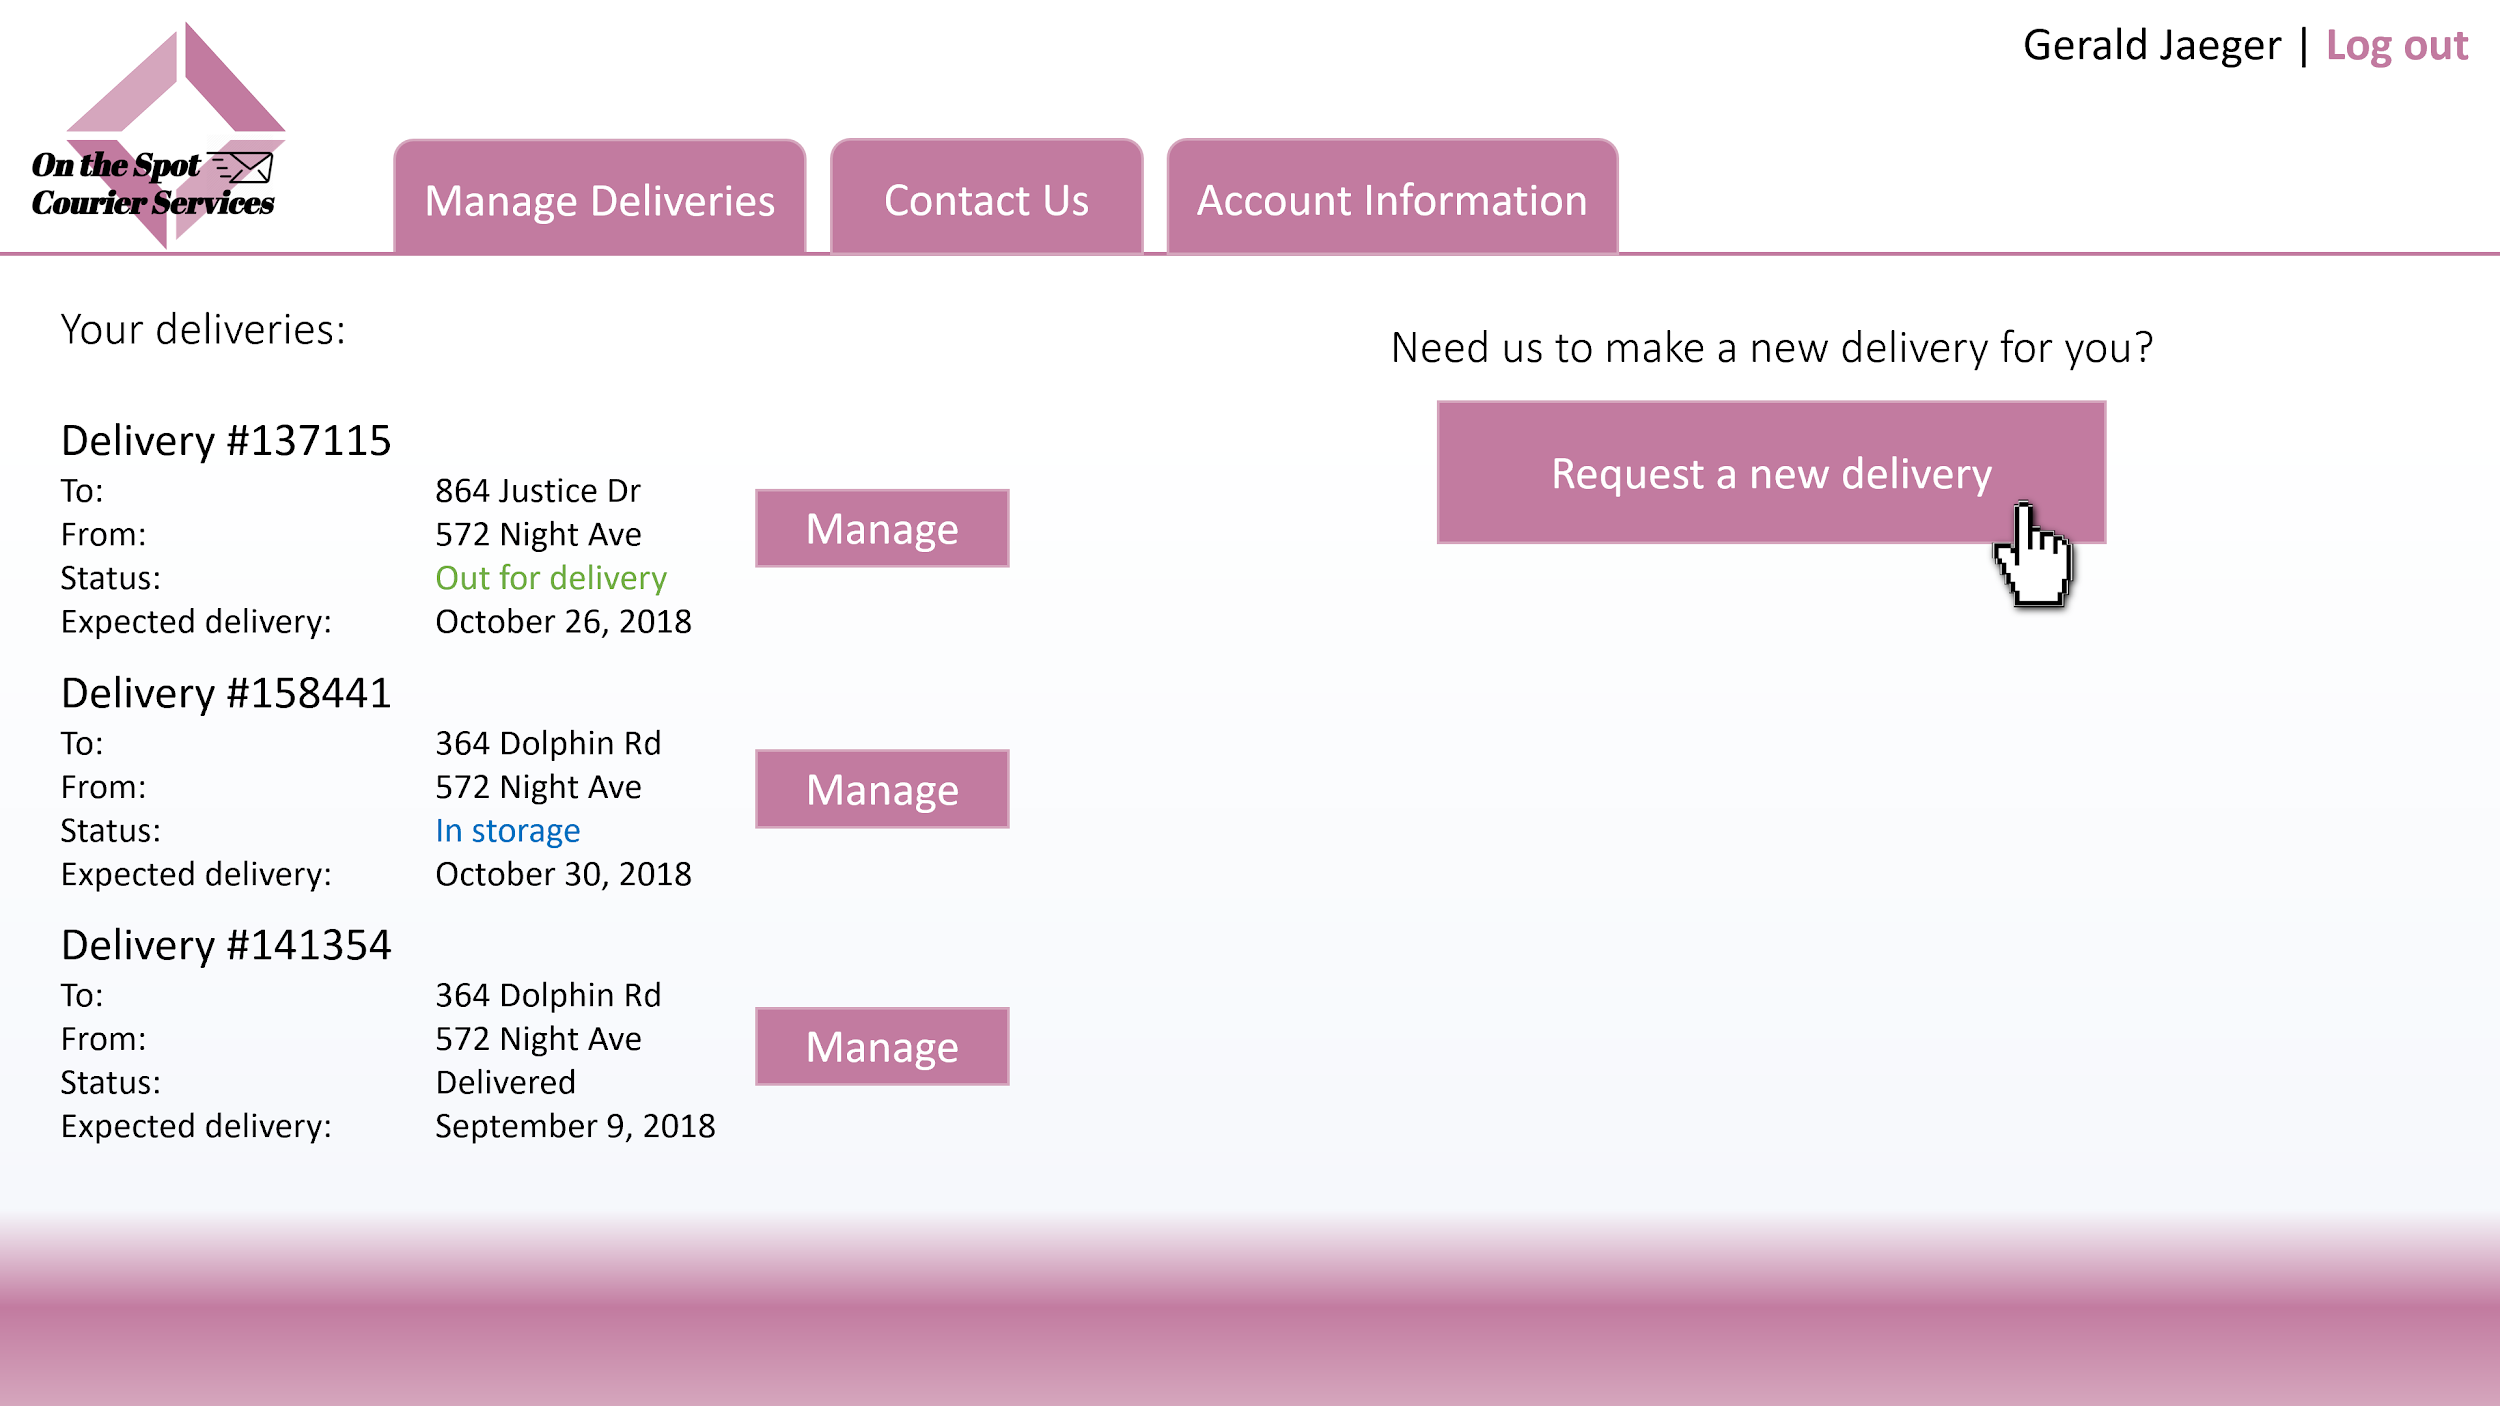 Gerald Jaeger | Log out
On the Spot
Courier Services
Manage Deliveries
Contact Us
Account Information
Your deliveries:
Delivery #137115
To: 864 Justice Dr
From: 572 Night Ave
Status: Out for delivery
Expected delivery: October 26, 2018
Manage
Delivery #158441
To: 364 Dolphin Rd
From: 572 Night Ave
Status: In storage
Expected delivery: October 30, 2018
Manage
Delivery #141354
To: 364 Dolphin Rd
From: 572 Night Ave
Status: Delivered
Expected delivery: September 9, 2018
Manage
Need us to make a new delivery for you?
Request a new delivery